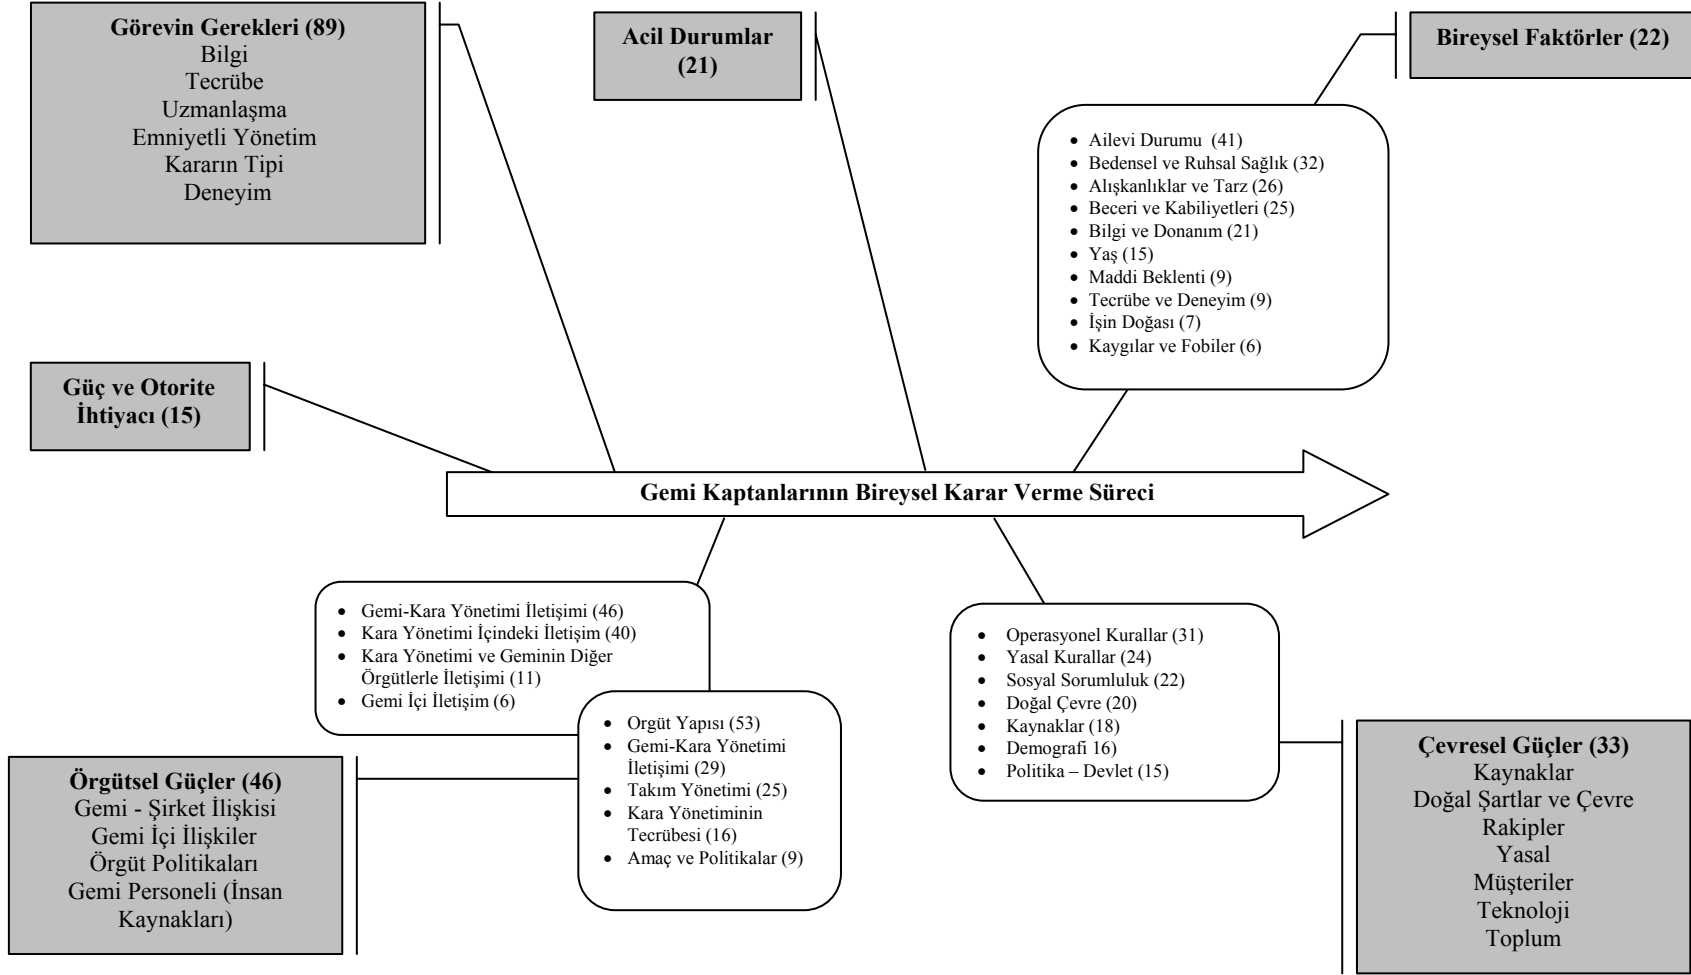 Görevin Gerekleri (89)
Bilgi
Tecrübe
Uzmanlaşma
Emniyetli Yönetim
Kararın Tipi
Deneyim
Acil Durumlar
(21)
Bireysel Faktörler (22)
• Ailevi Durumu (41)
• Bedensel ve Ruhsal Sağlık (32)
• Alışkanlıklar ve Tarz (26)
• Beceri ve Kabiliyetleri (25)
• Bilgi ve Donanım (21)
• Yaş (15)
• Maddi Beklenti (9)
• Tecrübe ve Deneyim (9)
• İşin Doğası (7)
• Kaygılar ve Fobiler (6)
Güç ve Otorite
İhtiyacı (15)
Gemi Kaptanlarının Bireysel Karar Verme Süreci
• Gemi-Kara Yönetimi İletişimi (46)
• Kara Yönetimi İçindeki İletişim (40)
• Kara Yönetimi ve Geminin Diğer
Örgütlerle İletişimi (11)
• Gemi İçi İletişim (6)
• Orgüt Yapısı (53)
• Gemi-Kara Yönetimi
İletişimi (29)
• Takım Yönetimi (25)
• Kara Yönetiminin
Tecrübesi (16)
• Amaç ve Politikalar (9)
• Operasyonel Kurallar (31)
• Yasal Kurallar (24)
• Sosyal Sorumluluk (22)
• Doğal Çevre (20)
• Kaynaklar (18)
• Demografi 16)
• Politika – Devlet (15)
Örgütsel Güçler (46)
Gemi - Şirket İlişkisi
Gemi İçi İlişkiler
Örgüt Politikaları
Gemi Personeli (İnsan
Kaynakları)
Çevresel Güçler (33)
Kaynaklar
Doğal Şartlar ve Çevre
Rakipler
Yasal
Müşteriler
Teknoloji
Toplum